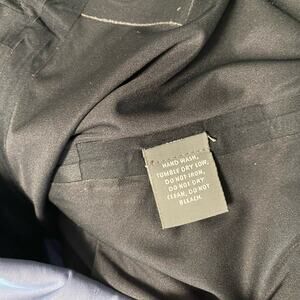 HAND WASH,
TUMBLE DRY LOW,
DO NOT IRON,
DO NOT DRY
CLEAN, DO NOT
BLEACH.